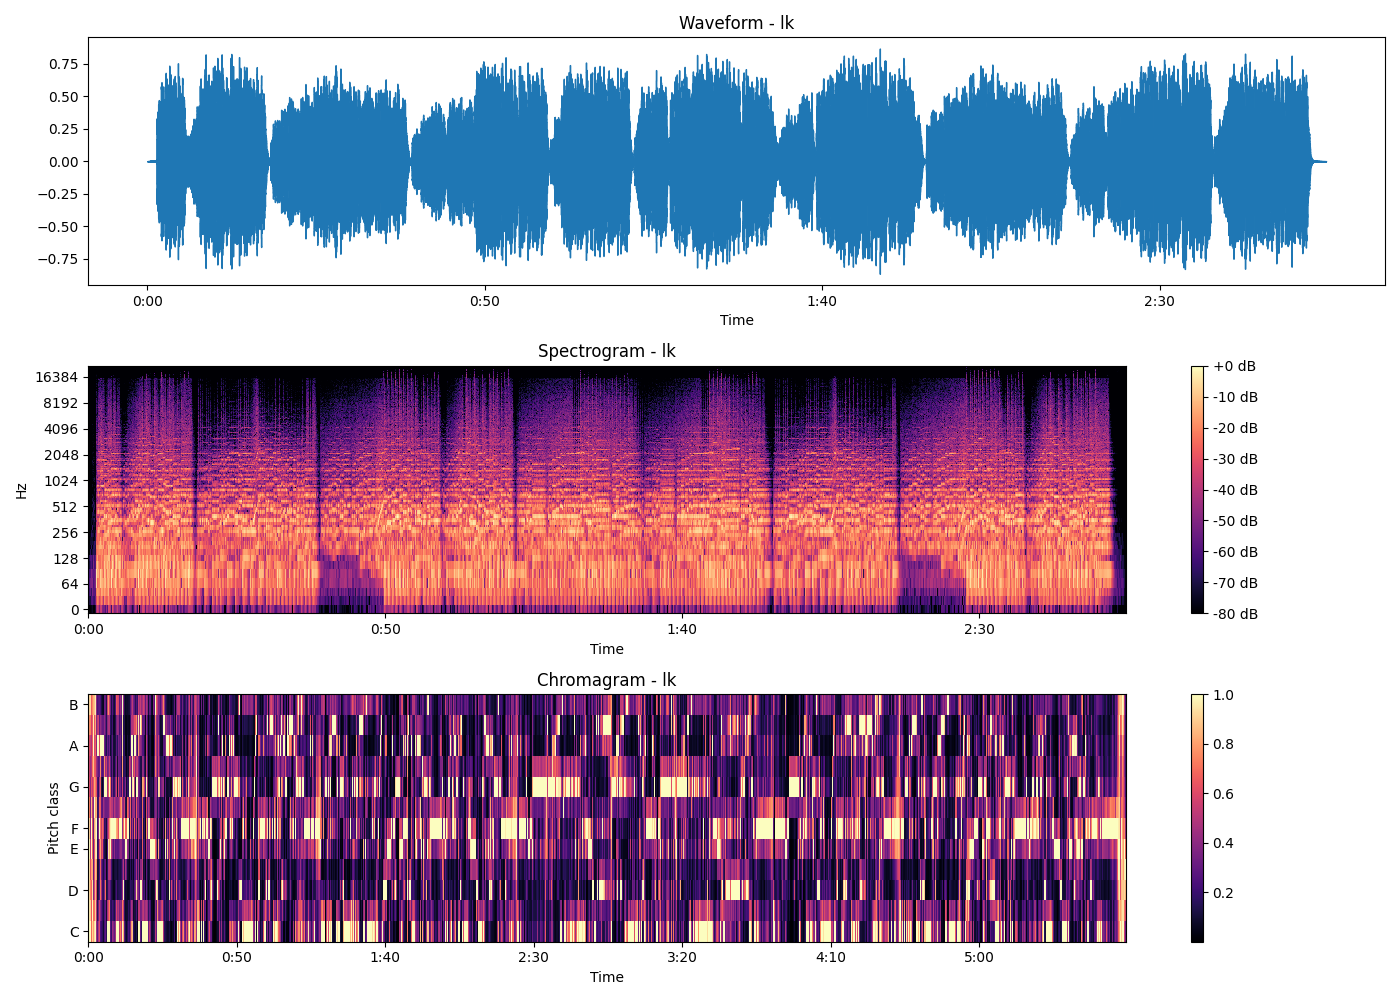 Waveform - lk
0.75
0.50
0.25
0.00
−0.25
−0.50
−0.75
0:00 0:50 1:40 2:30
Time
Spectrogram - lk
Hz
16384
8192
4096
2048
1024
512
256
128
64
0
0:00 0:50 1:40 2:30
Time
+0 dB
-10 dB
-20 dB
-30 dB
-40 dB
-50 dB
-60 dB
-70 dB
-80 dB
Chromagram - lk
Pitch class
B
A
G
F
E
D
C
0:00 0:50 1:40 2:30 3:20 4:10 5:00
Time
1.0
0.8
0.6
0.4
0.2